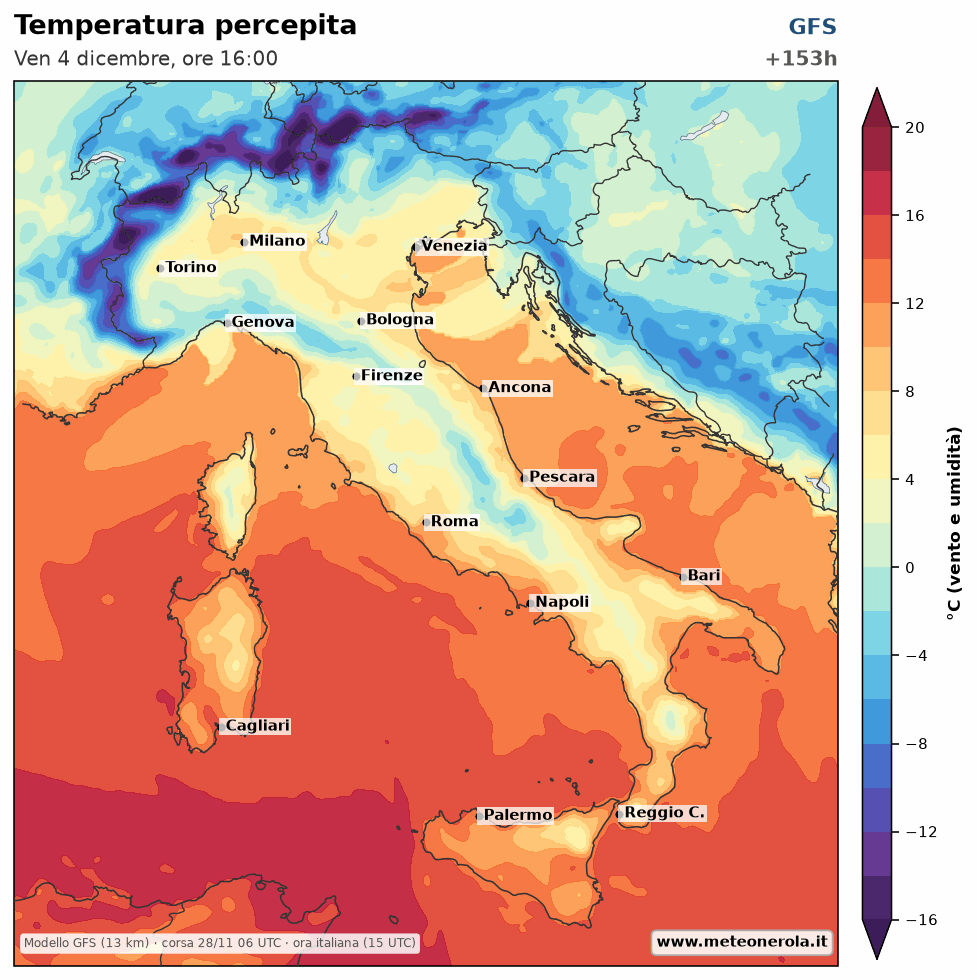 Temperatura percepita
GFS
Ven 4 dicembre, ore 16:00
+153h
Milano
Venezia
Torino
Genova
Bologna
Firenze
Ancona
Pescara
Roma
Bari
Napoli
Cagliari
Palermo
Reggio C.
20
16
12
8
4
0
−4
−8
−12
−16
°C (vento e umidità)
Modello GFS (13 km) · corsa 28/11 06 UTC · ora italiana (15 UTC)
www.meteonerola.it